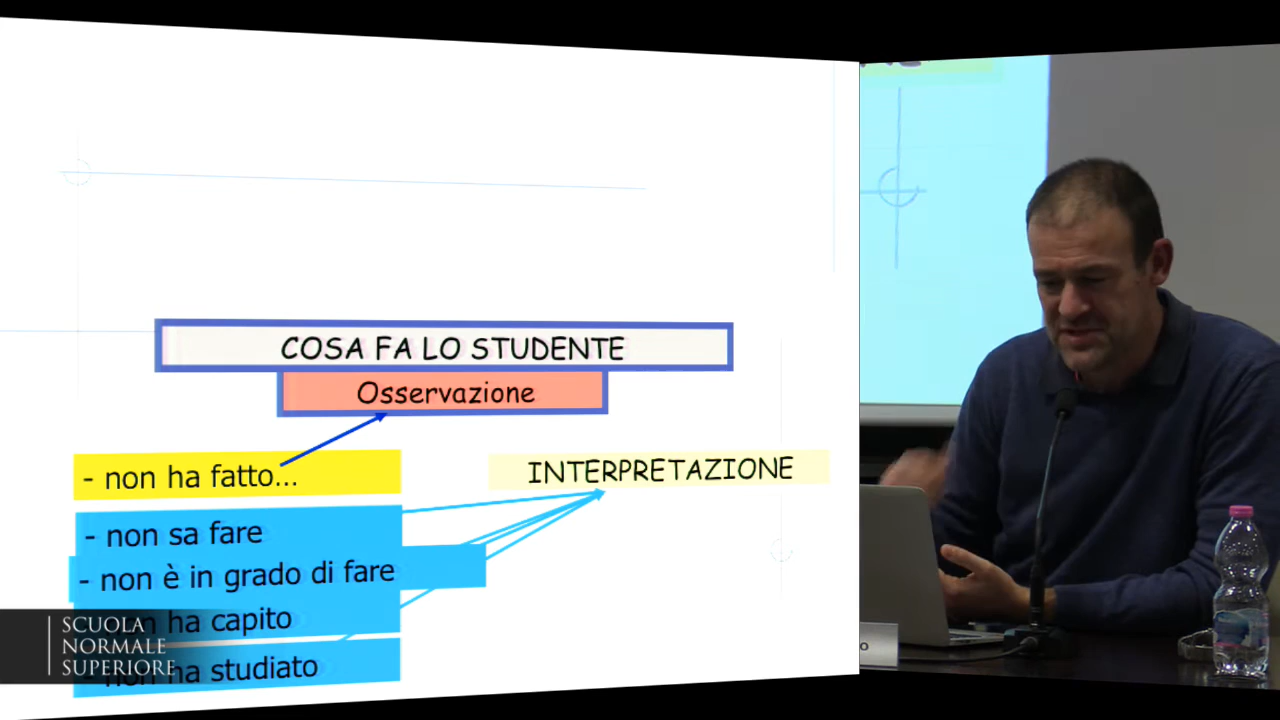 COSA FA LO STUDENTE
Osservazione
- non ha fatto...
INTERPRETAZIONE
- non sa fare
- non è in grado di fare
ha capito
- non ha studiato
SCUOLA
NORMALE
SUPERIORE